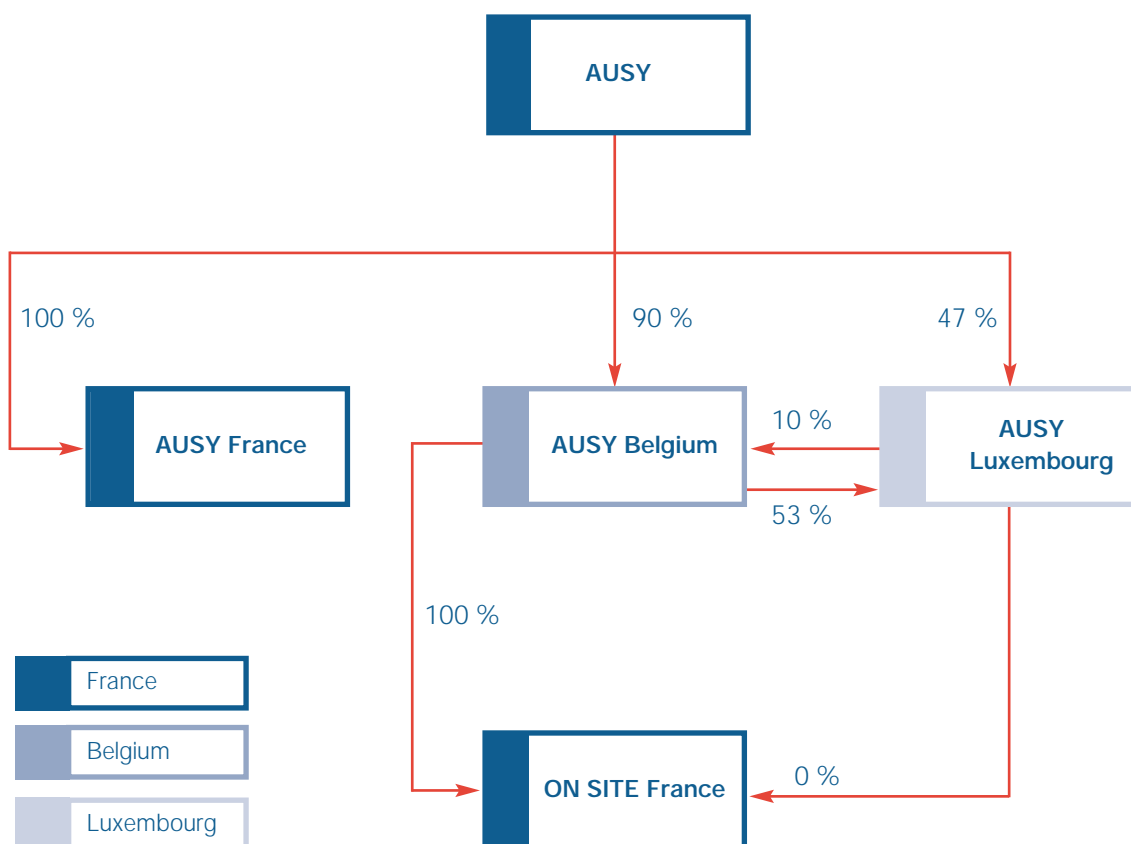 AUSY
100 %
90 %
47 %
AUSY France
AUSY Belgium
10 %
53 %
AUSY
Luxembourg
100 %
France
Belgium
Luxembourg
ON SITE France
0 %